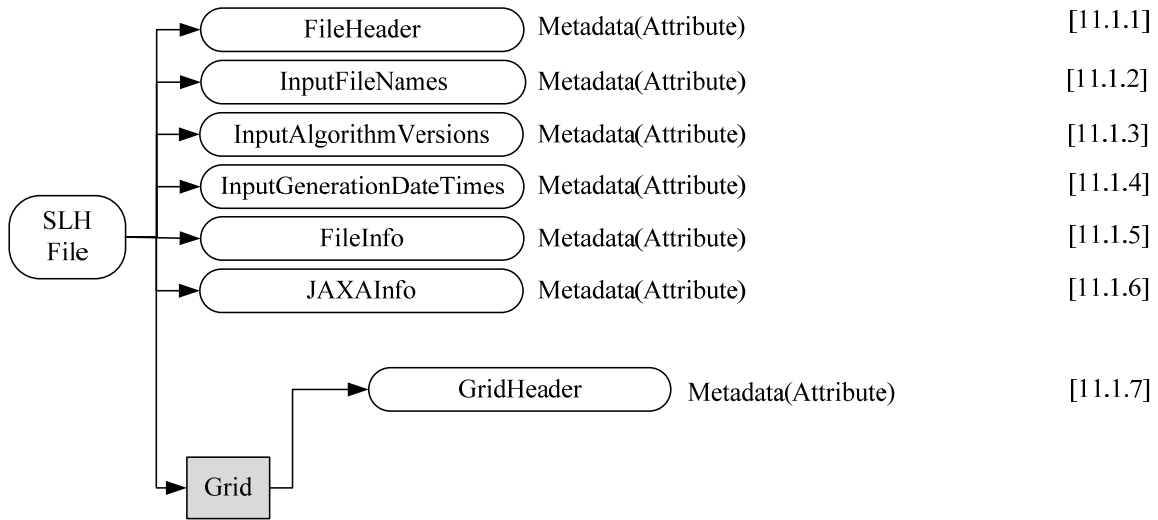 FileHeader Metadata(Attribute) [11.1.1]
InputFileNames Metadata(Attribute) [11.1.2]
InputAlgorithmVersions Metadata(Attribute) [11.1.3]
InputGenerationDateTimes Metadata(Attribute) [11.1.4]
SLH
File
FileInfo Metadata(Attribute) [11.1.5]
JAXAInfo Metadata(Attribute) [11.1.6]
GridHeader Metadata(Attribute) [11.1.7]
Grid